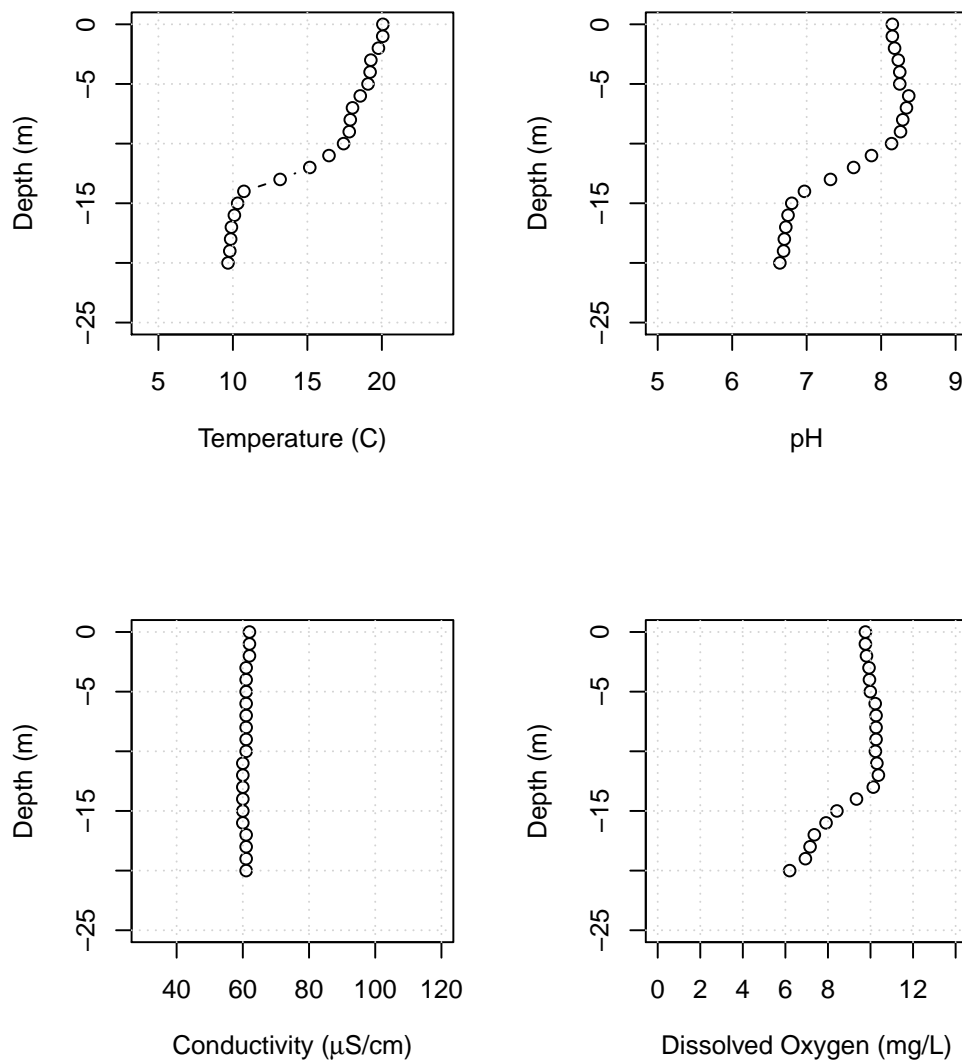 0
−5
−15
−25
Depth (m)
5 10 15 20
Temperature (C)
0
−5
−15
−25
Depth (m)
5 6 7 8 9
pH
0
−5
−15
−25
Depth (m)
40 60 80 100 120
Conductivity (µS/cm)
0
−5
−15
−25
Depth (m)
0 2 4 6 8 12
Dissolved Oxygen (mg/L)